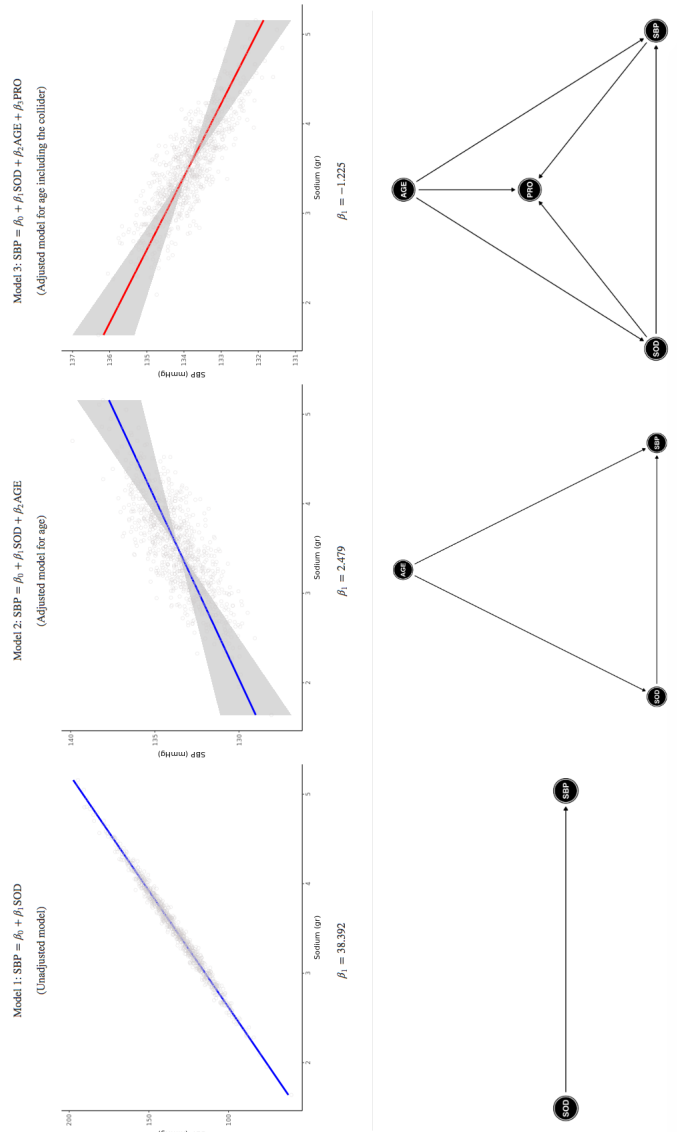 Model 1: SBP = β₀ + β₁SOD
(Unadjusted model)
200
150
100
2
3
4
5
Sodium (gr)
β₁ = 38.392
SOD
SBP
Model 2: SBP = β₀ + β₁SOD + β₂AGE
(Adjusted model for age)
SBP (mmHg)
140
135
130
2
3
4
5
Sodium (gr)
β₁ = 2.479
AGE
SOD
SBP
Model 3: SBP = β₀ + β₁SOD + β₂AGE + β₃PRO
(Adjusted model for age including the collider)
SBP (mmHg)
137
136
135
134
133
132
131
2
3
4
5
Sodium (gr)
β₁ = −1.225
AGE
PRO
SOD
SBP